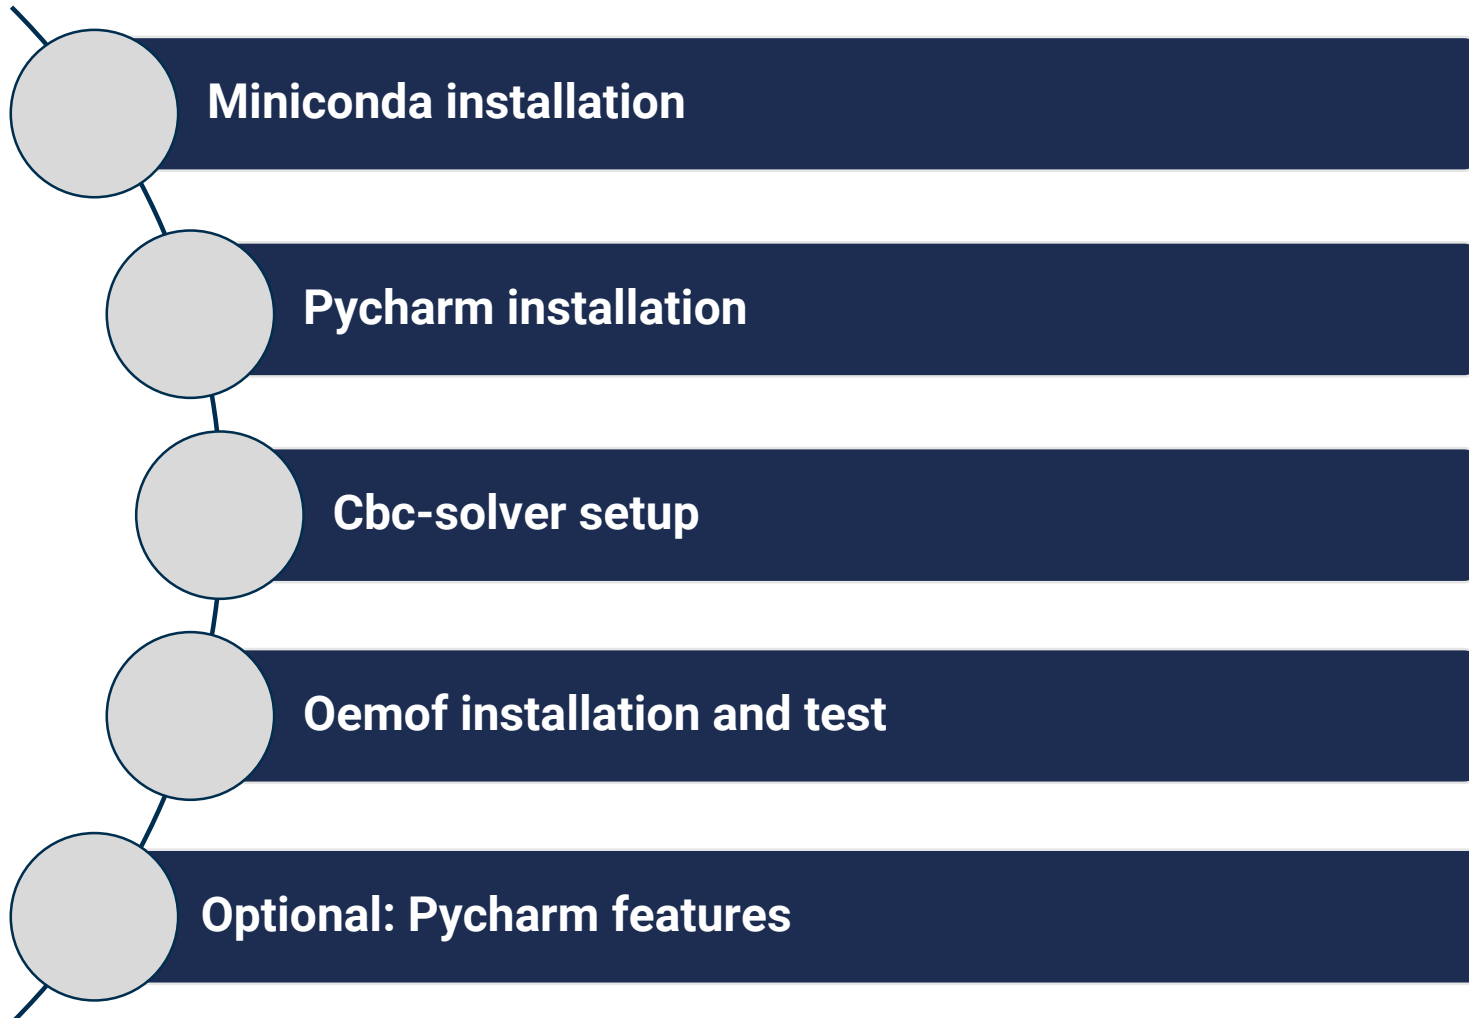 Miniconda installation
Pycharm installation
Cbc-solver setup
Oemof installation and test
Optional: Pycharm features